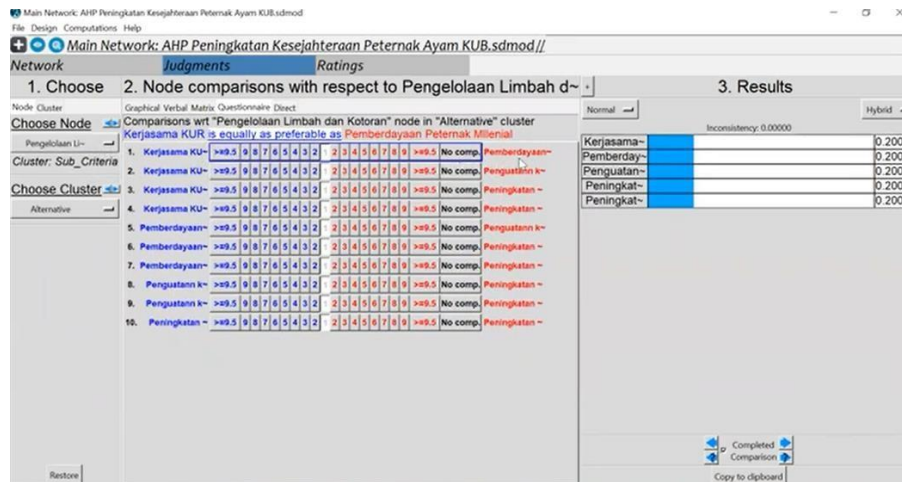 Main Network: AHP Peningkatan Kesejahteraan Peternak Ayam KUB.sdmod
File Design Computations Help
Main Network: AHP Peningkatan Kesejahteraan Peternak Ayam KUB.sdmod//
Network Judgments Ratings
1. Choose
Node Cluster
Choose Node
Pengelolaan Li~
Cluster: Sub_Criteria
Choose Cluster
Alternative
Restore
2. Node comparisons with respect to Pengelolaan Limbah d~ +
Graphical Verbal Matrix Questionnaire Direct
Comparisons wrt "Pengelolaan Limbah dan Kotoran" node in "Alternative" cluster
Kerjasama KUR is equally as preferable as Pemberdayaan Peternak Milenial
1. Kerjasama KU~ >=9.5 9 8 7 6 5 4 3 2 1 2 3 4 5 6 7 8 9 >=9.5 No comp. Pemberdayaan~
2. Kerjasama KU~ >=9.5 9 8 7 6 5 4 3 2 1 2 3 4 5 6 7 8 9 >=9.5 No comp. Penguatann k~
3. Kerjasama KU~ >=9.5 9 8 7 6 5 4 3 2 1 2 3 4 5 6 7 8 9 >=9.5 No comp. Peningkatan ~
4. Kerjasama KU~ >=9.5 9 8 7 6 5 4 3 2 1 2 3 4 5 6 7 8 9 >=9.5 No comp. Peningkatan ~
5. Pemberdayaan~ >=9.5 9 8 7 6 5 4 3 2 1 2 3 4 5 6 7 8 9 >=9.5 No comp. Penguatann k~
6. Pemberdayaan~ >=9.5 9 8 7 6 5 4 3 2 1 2 3 4 5 6 7 8 9 >=9.5 No comp. Peningkatan ~
7. Pemberdayaan~ >=9.5 9 8 7 6 5 4 3 2 1 2 3 4 5 6 7 8 9 >=9.5 No comp. Peningkatan ~
8. Penguatann k~ >=9.5 9 8 7 6 5 4 3 2 1 2 3 4 5 6 7 8 9 >=9.5 No comp. Peningkatan ~
9. Penguatann k~ >=9.5 9 8 7 6 5 4 3 2 1 2 3 4 5 6 7 8 9 >=9.5 No comp. Peningkatan ~
10. Peningkatan ~ >=9.5 9 8 7 6 5 4 3 2 1 2 3 4 5 6 7 8 9 >=9.5 No comp. Peningkatan ~
3. Results
Normal Hybrid
Inconsistency: 0.00000
Kerjasama~ 0.200
Pemberday~ 0.200
Penguatan~ 0.200
Peningkat~ 0.200
Peningkat~ 0.200
Completed
Comparison
Copy to clipboard